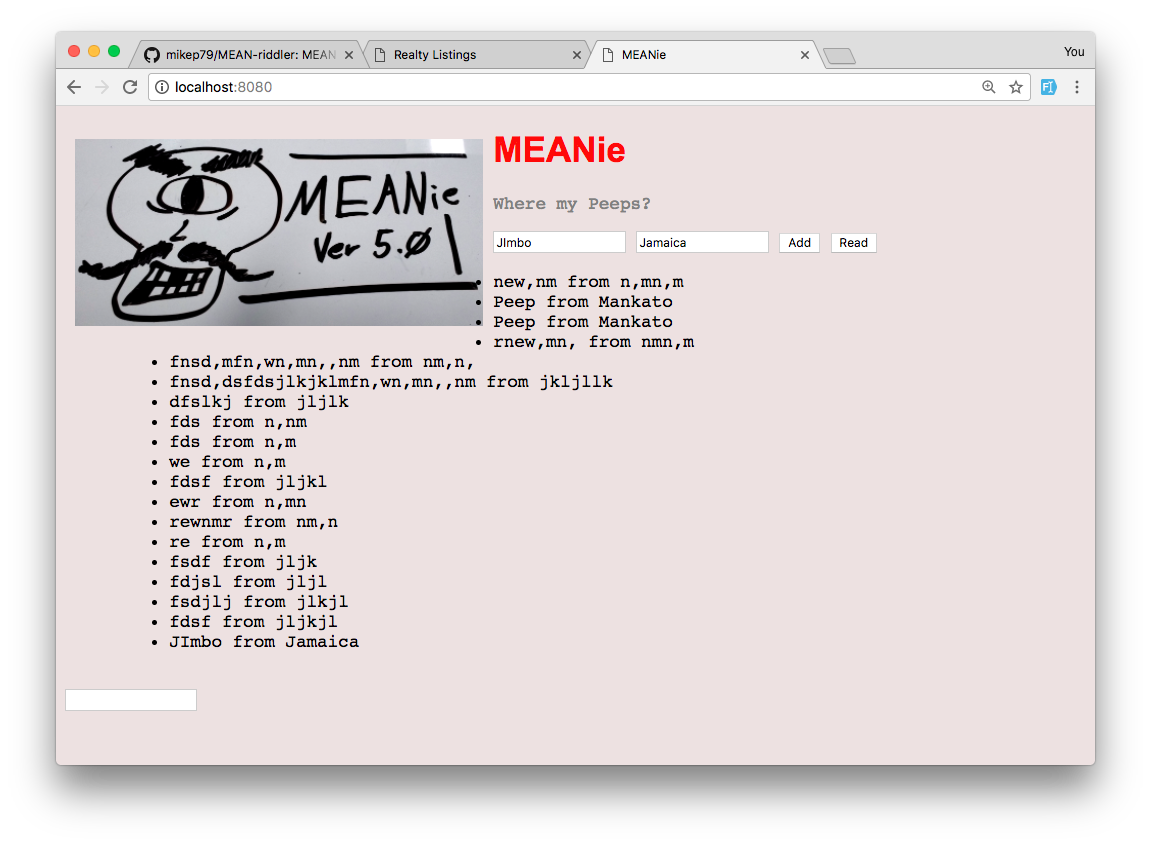 mikep79/MEAN-riddler: MEAN
Realty Listings
MEANie
You
localhost:8080
MEANie
Ver 5.0
MEANie
Where my Peeps?
JImbo
Jamaica
Add
Read
new,nm from n,mn,m
Peep from Mankato
Peep from Mankato
rnew,mn, from nmn,m
fnsd,mfn,wn,mn,,nm from nm,n,
fnsd,dsfdsjlkjklmfn,wn,mn,,nm from jkljllk
dfslkj from jljlk
fds from n,nm
fds from n,m
we from n,m
fdsf from jljkl
ewr from n,mn
rewnmr from nm,n
re from n,m
fsdf from jljk
fdjsl from jljl
fsdjlj from jlkjl
fdsf from jljkjl
JImbo from Jamaica